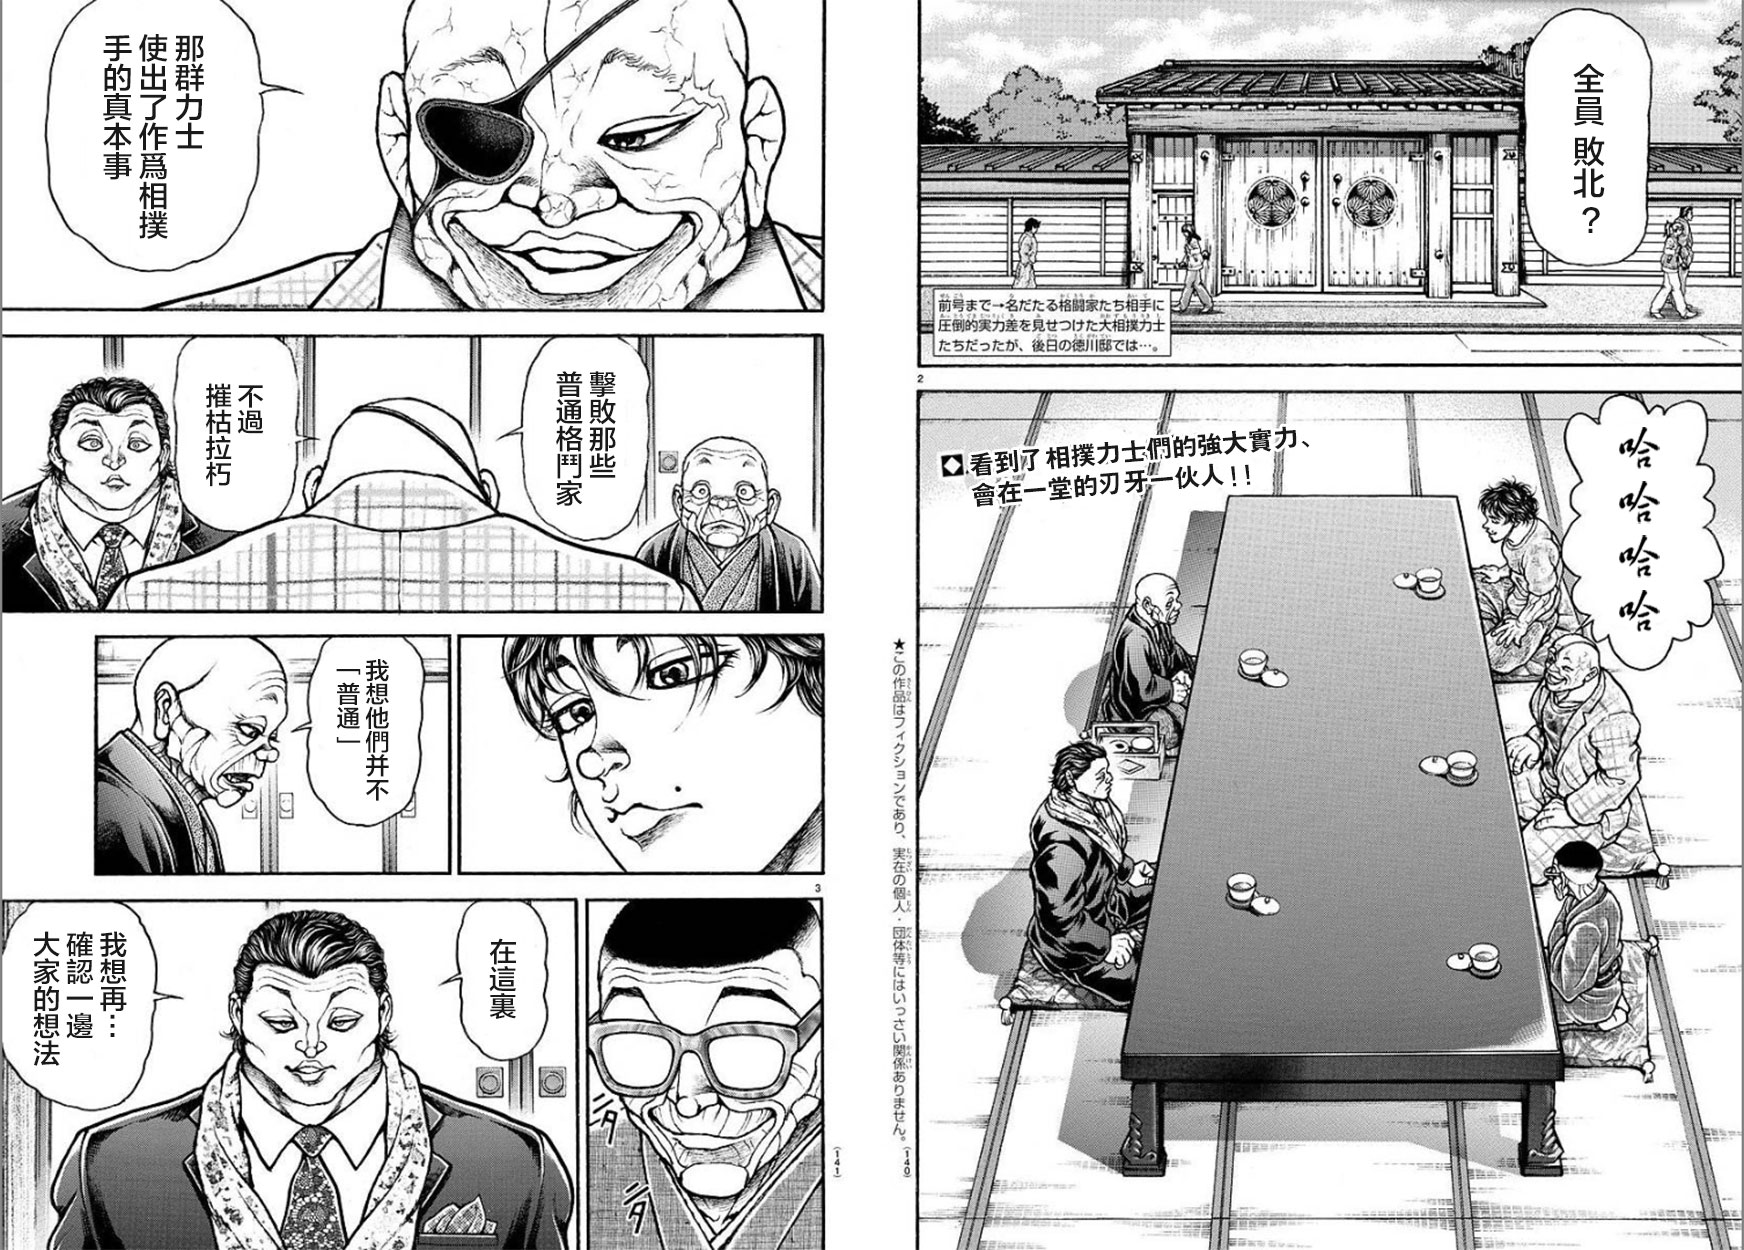 全員敗北？
前号まで→名だたる格闘家たち相手に
圧倒的実力差を見せつけた大相撲力士
たちだったが、後日の徳川邸では…。
2
哈哈哈哈
看到了相撲力士們的強大實力、
會在一堂的刃牙一伙人！！
★この作品はフィクションであり、実在の個人・団体等にはいっさい関係ありません。
(140)
那群力士
使出了作爲相撲
手的真本事
擊敗那些
普通格鬥家
不過
摧枯拉朽
我想他們并不
「普通」
3
在這裏
我想再…
確認一邊
大家的想法
ニタ
ニタ
(141)